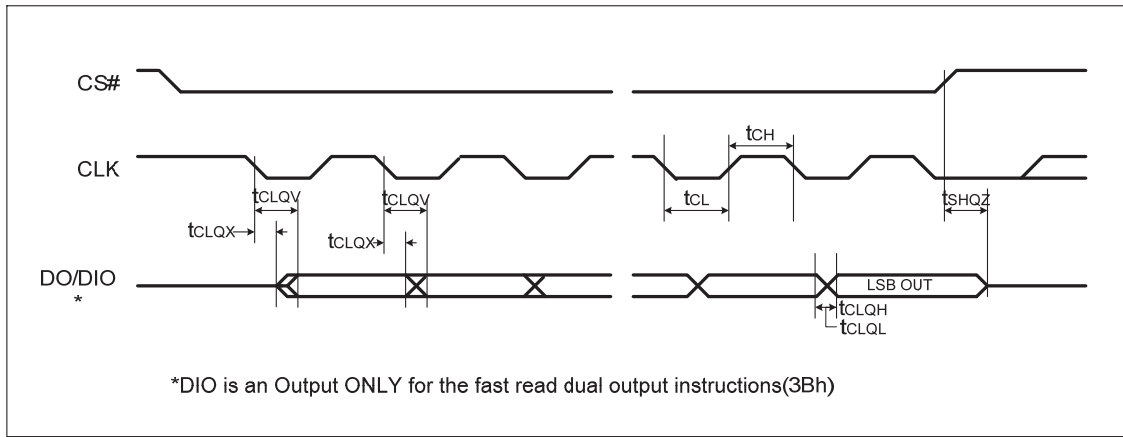 CS#
tCH
CLK
tCLQV
tCLQV
tCL
tSHQZ
tCLQX
tCLQX
DO/DIO
*
LSB OUT
tCLQH
tCLQL
*DIO is an Output ONLY for the fast read dual output instructions(3Bh)